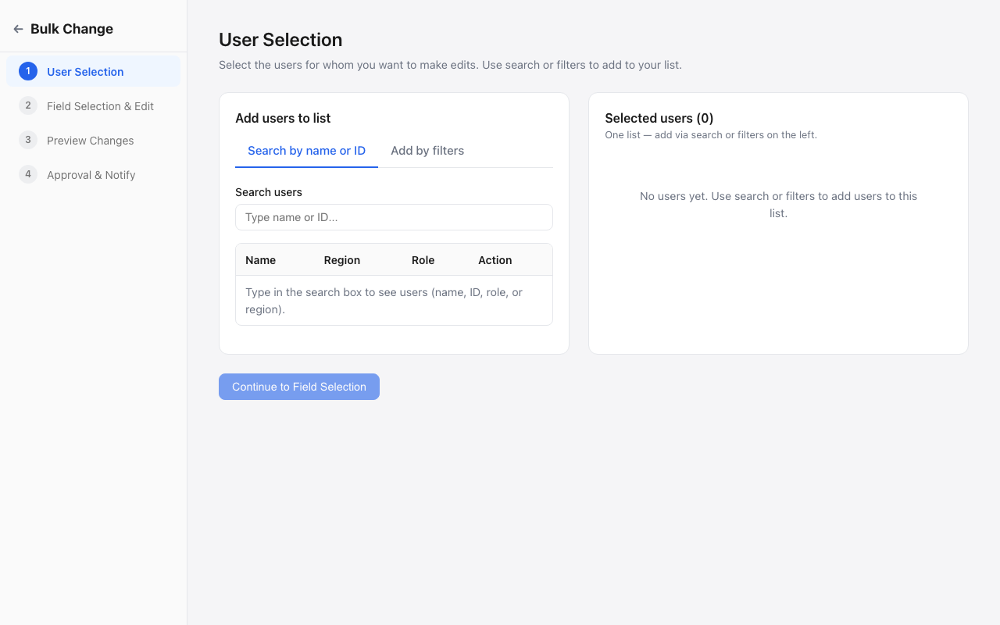 Bulk Change
1 User Selection
2 Field Selection & Edit
3 Preview Changes
4 Approval & Notify
User Selection
Select the users for whom you want to make edits. Use search or filters to add to your list.
Add users to list
Search by name or ID Add by filters
Search users
Type name or ID...
Name Region Role Action
Type in the search box to see users (name, ID, role, or
region).
Selected users (0)
One list — add via search or filters on the left.
No users yet. Use search or filters to add users to this
list.
Continue to Field Selection